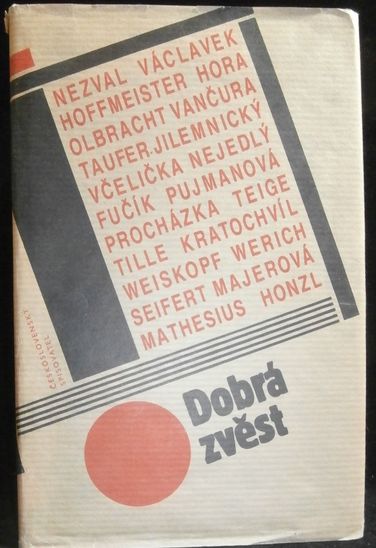 NEZVAL VÁCLAVEK
HOFFMEISTER HORA
OLBRACHT VANČURA
TAUFER JILEMNICKÝ
VČELIČKA NEJEDLÝ
FUČÍK PUJMANOVÁ
PROCHÁZKA TEIGE
TILLE KRATOCHVÍL
WEISKOPF WERICH
SEIFERT MAJEROVÁ
MATHESIUS HONZL
ČESKOSLOVENSKÝ
SPISOVATEL
Dobrá
zvěst